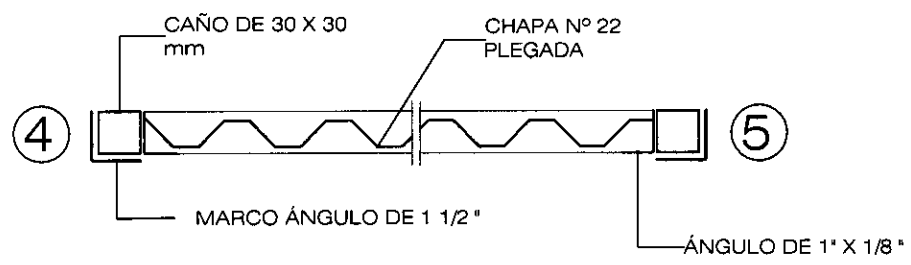 CAÑO DE 30 X 30
mm
CHAPA Nº 22
PLEGADA
4
5
MARCO ÁNGULO DE 1 1/2 "
ÁNGULO DE 1" X 1/8 "